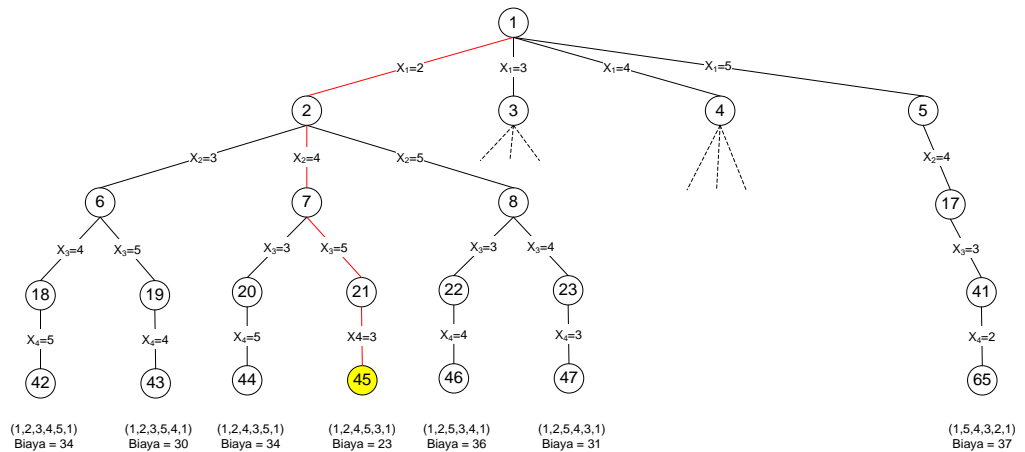 1
X₁=2
X₁=3
X₁=4
X₁=5
2
3
4
5
X₂=3
X₂=4
X₂=5
X₂=4
6
7
8
17
X₃=4
X₃=5
X₃=3
X₃=5
X₃=3
X₃=4
X₃=3
18
19
20
21
22
23
41
X₄=5
X₄=4
X₄=5
X4=3
X₄=4
X₄=3
X₄=2
42
43
44
45
46
47
65
(1,2,3,4,5,1)
Biaya = 34
(1,2,3,5,4,1)
Biaya = 30
(1,2,4,3,5,1)
Biaya = 34
(1,2,4,5,3,1)
Biaya = 23
(1,2,5,3,4,1)
Biaya = 36
(1,2,5,4,3,1)
Biaya = 31
(1,5,4,3,2,1)
Biaya = 37